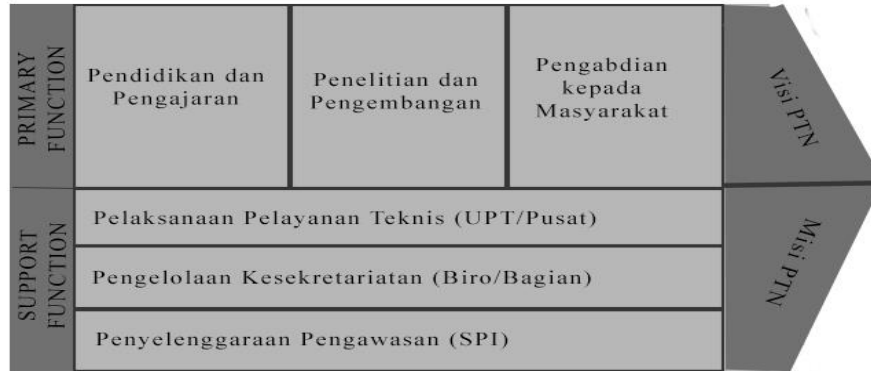 PRIMARY
FUNCTION
Pendidikan dan
Pengajaran
Penelitian dan
Pengembangan
Pengabdian
kepada
Masyarakat
Visi PTN
SUPPORT
FUNCTION
Pelaksanaan Pelayanan Teknis (UPT/Pusat)
Pengelolaan Kesekretariatan (Biro/Bagian)
Penyelenggaraan Pengawasan (SPI)
Misi PTN